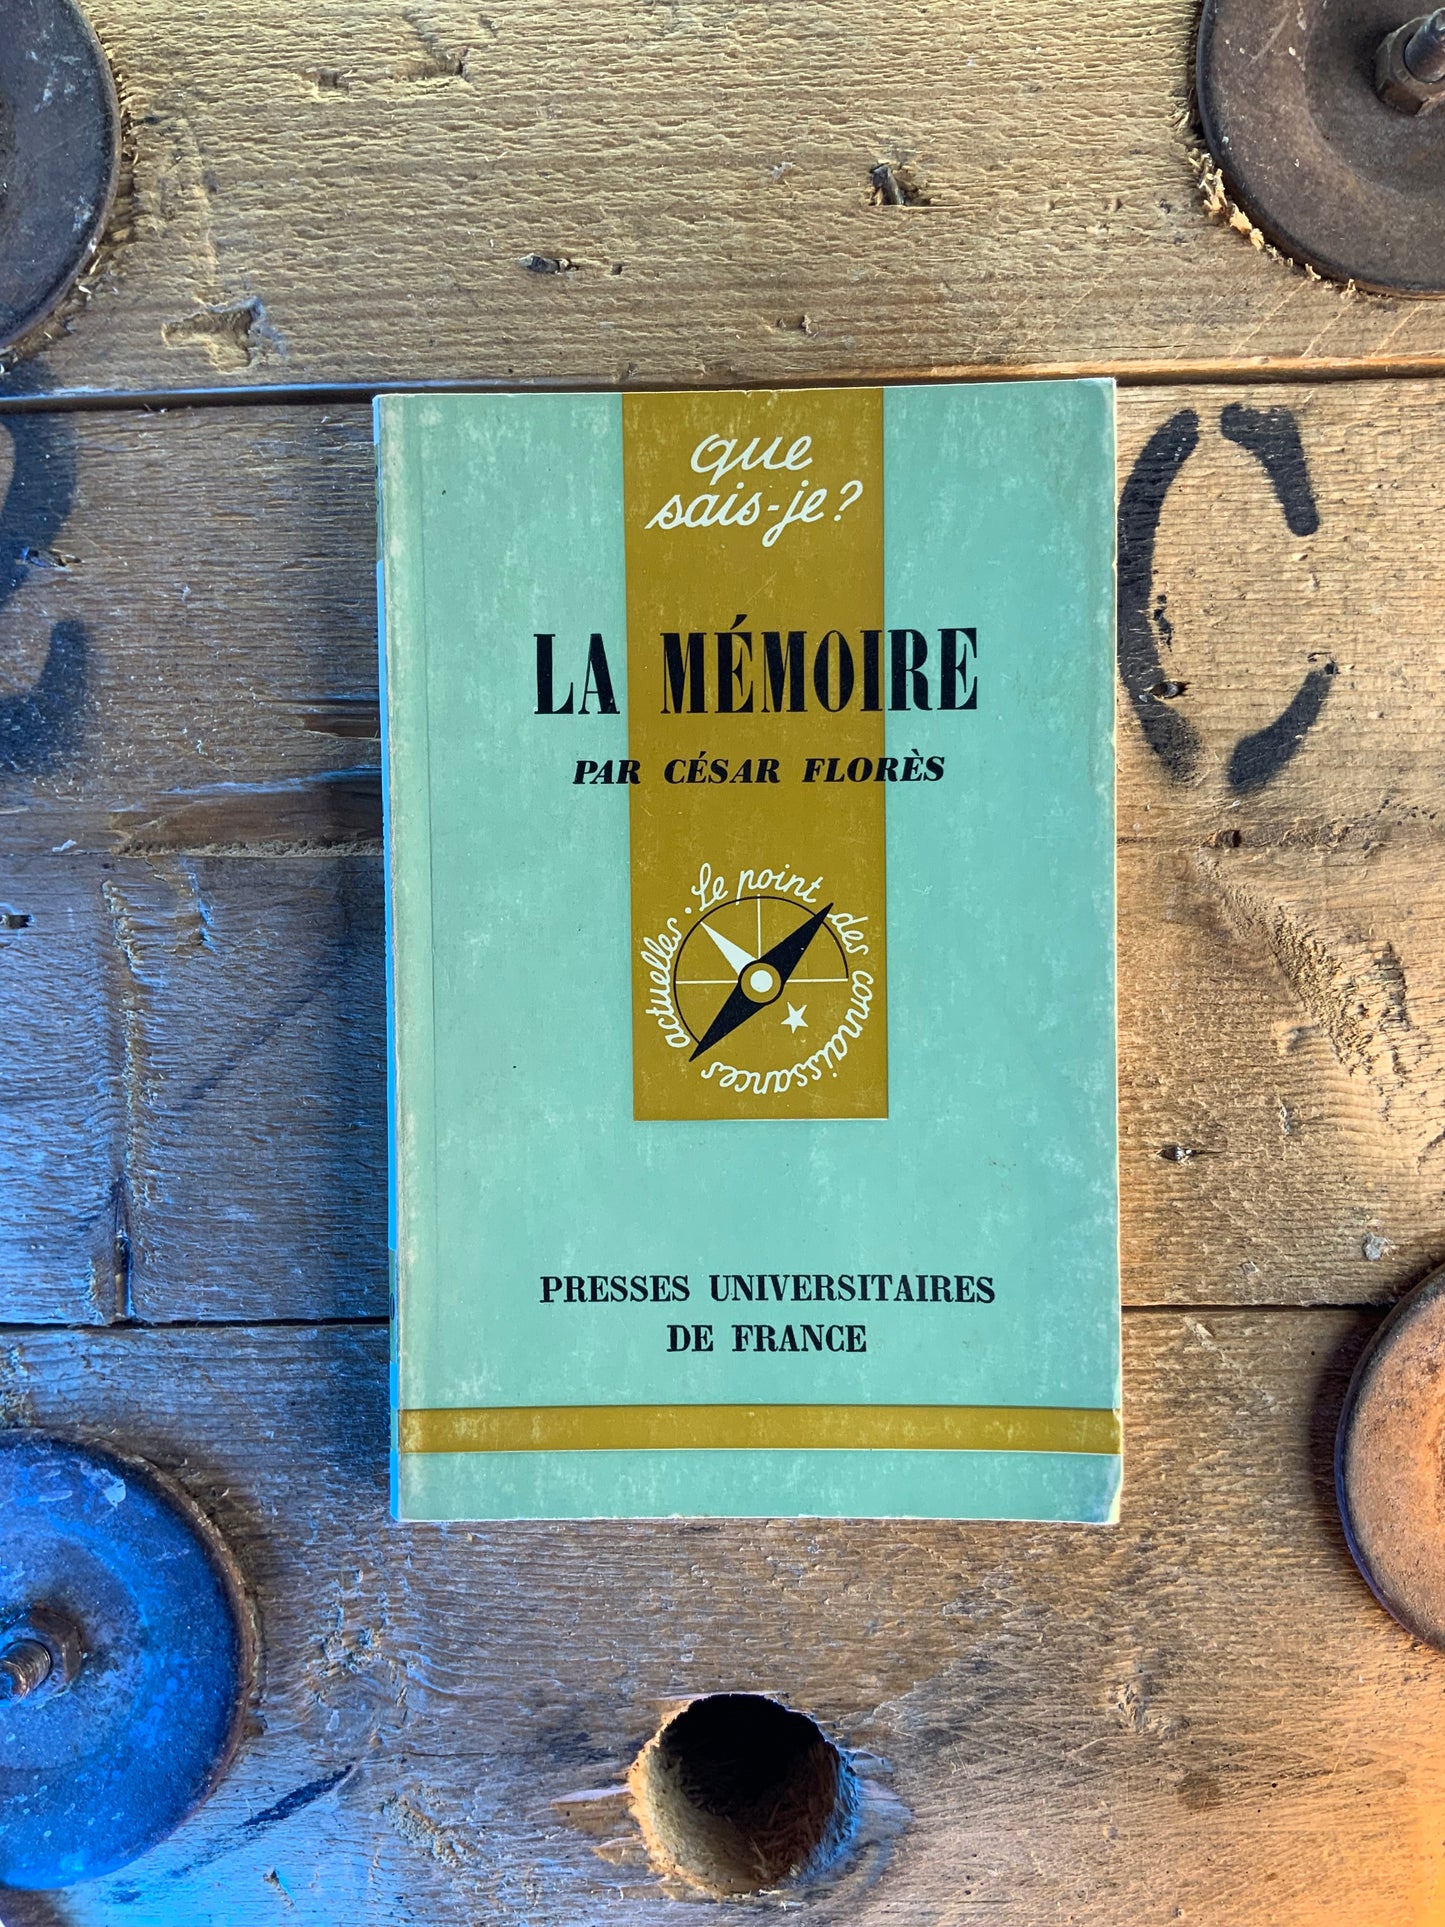 que
sais-je?
LA MÉMOIRE
PAR CÉSAR FLORÈS
Le point des connaissances actuelles.
PRESSES UNIVERSITAIRES
DE FRANCE
C